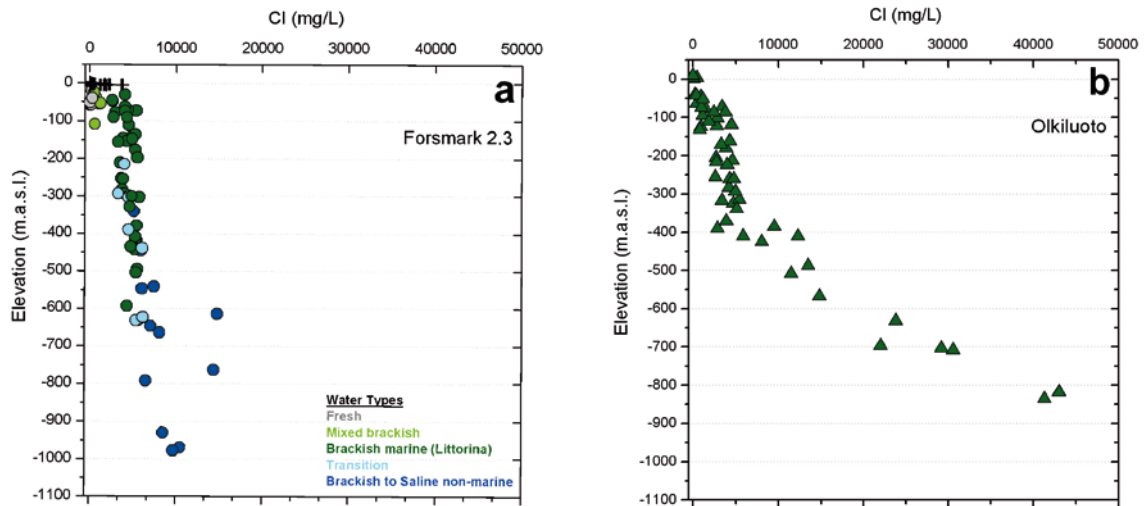 Cl (mg/L)
0 10000 20000 30000 40000 50000
a
Forsmark 2.3
Elevation (m.a.s.l.)
0
-100
-200
-300
-400
-500
-600
-700
-800
-900
-1000
-1100
Water Types
Fresh
Mixed brackish
Brackish marine (Littorina)
Transition
Brackish to Saline non-marine
Cl (mg/L)
0 10000 20000 30000 40000 50000
b
Olkiluoto
Elevation (m.a.s.l.)
0
-100
-200
-300
-400
-500
-600
-700
-800
-900
-1000
-1100